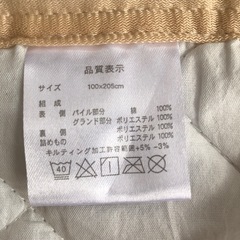 品質表示
サイズ 100×205cm
組成
表側 パイル部分 綿 100%
グランド部分 ポリエステル 100%
裏側 ポリエステル 100%
詰めもの ポリエステル 100%
キルティング加工許容範囲+5% -3%
40